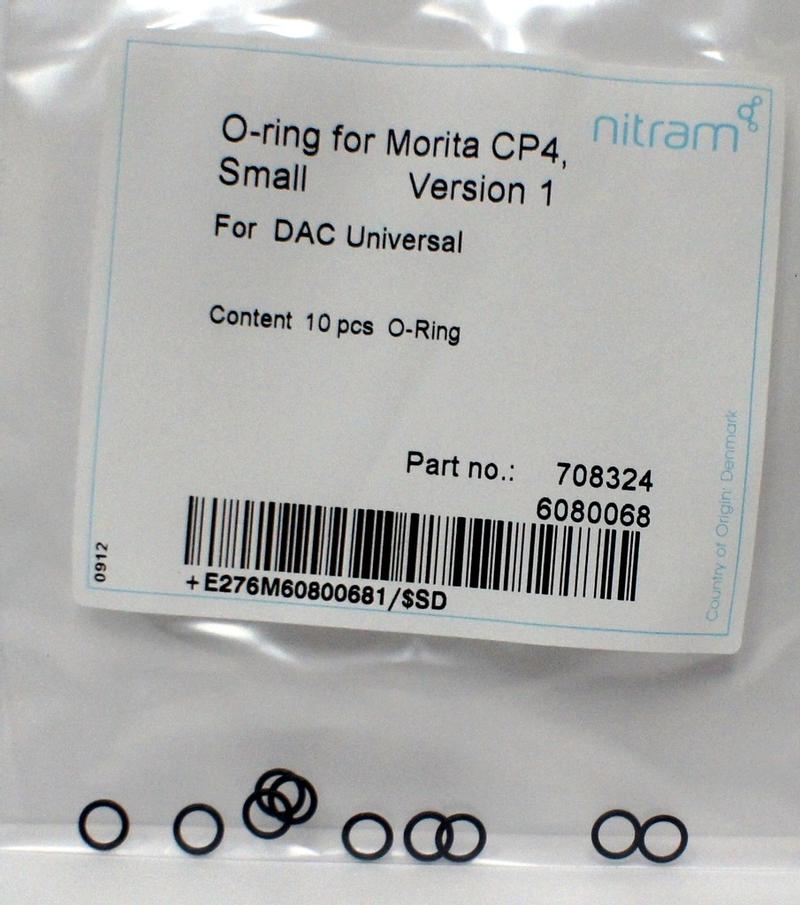 nitram
O-ring for Morita CP4,
Small Version 1
For DAC Universal
Content 10 pcs O-Ring
Part no.: 708324
6080068
+E276M60800681/$SD
0912
Country of Origin: Denmark